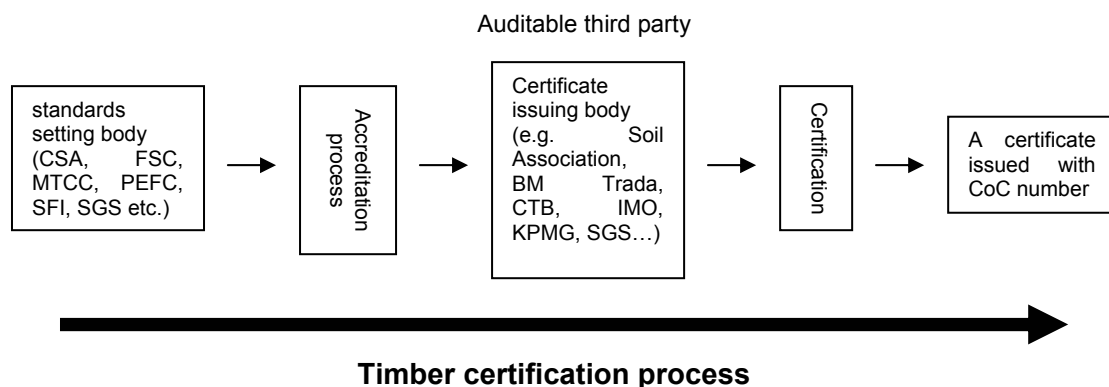 Auditable third party
standards
setting body
(CSA, FSC,
MTCC, PEFC,
SFI, SGS etc.)
Accreditation
process
Certificate
issuing body
(e.g. Soil
Association,
BM Trada,
CTB, IMO,
KPMG, SGS…)
Certification
A certificate
issued with
CoC number
Timber certification process